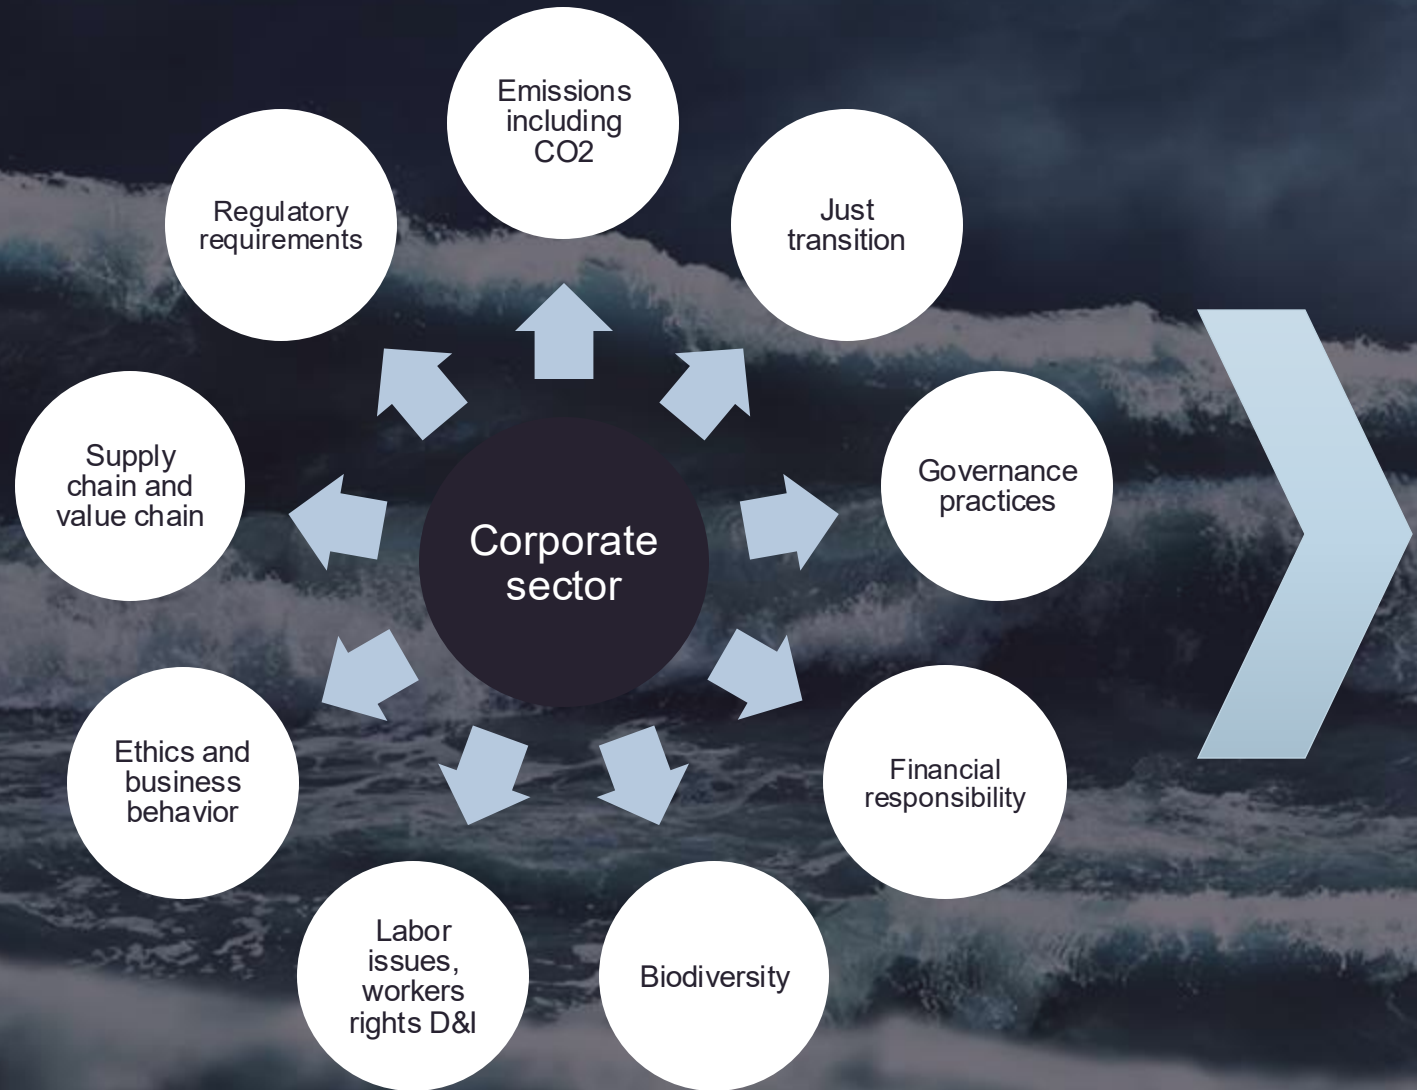 Emissions
including
CO2
Just
transition
Governance
practices
Financial
responsibility
Biodiversity
Labor
issues,
workers
rights D&I
Ethics and
business
behavior
Supply
chain and
value chain
Regulatory
requirements
Corporate
sector